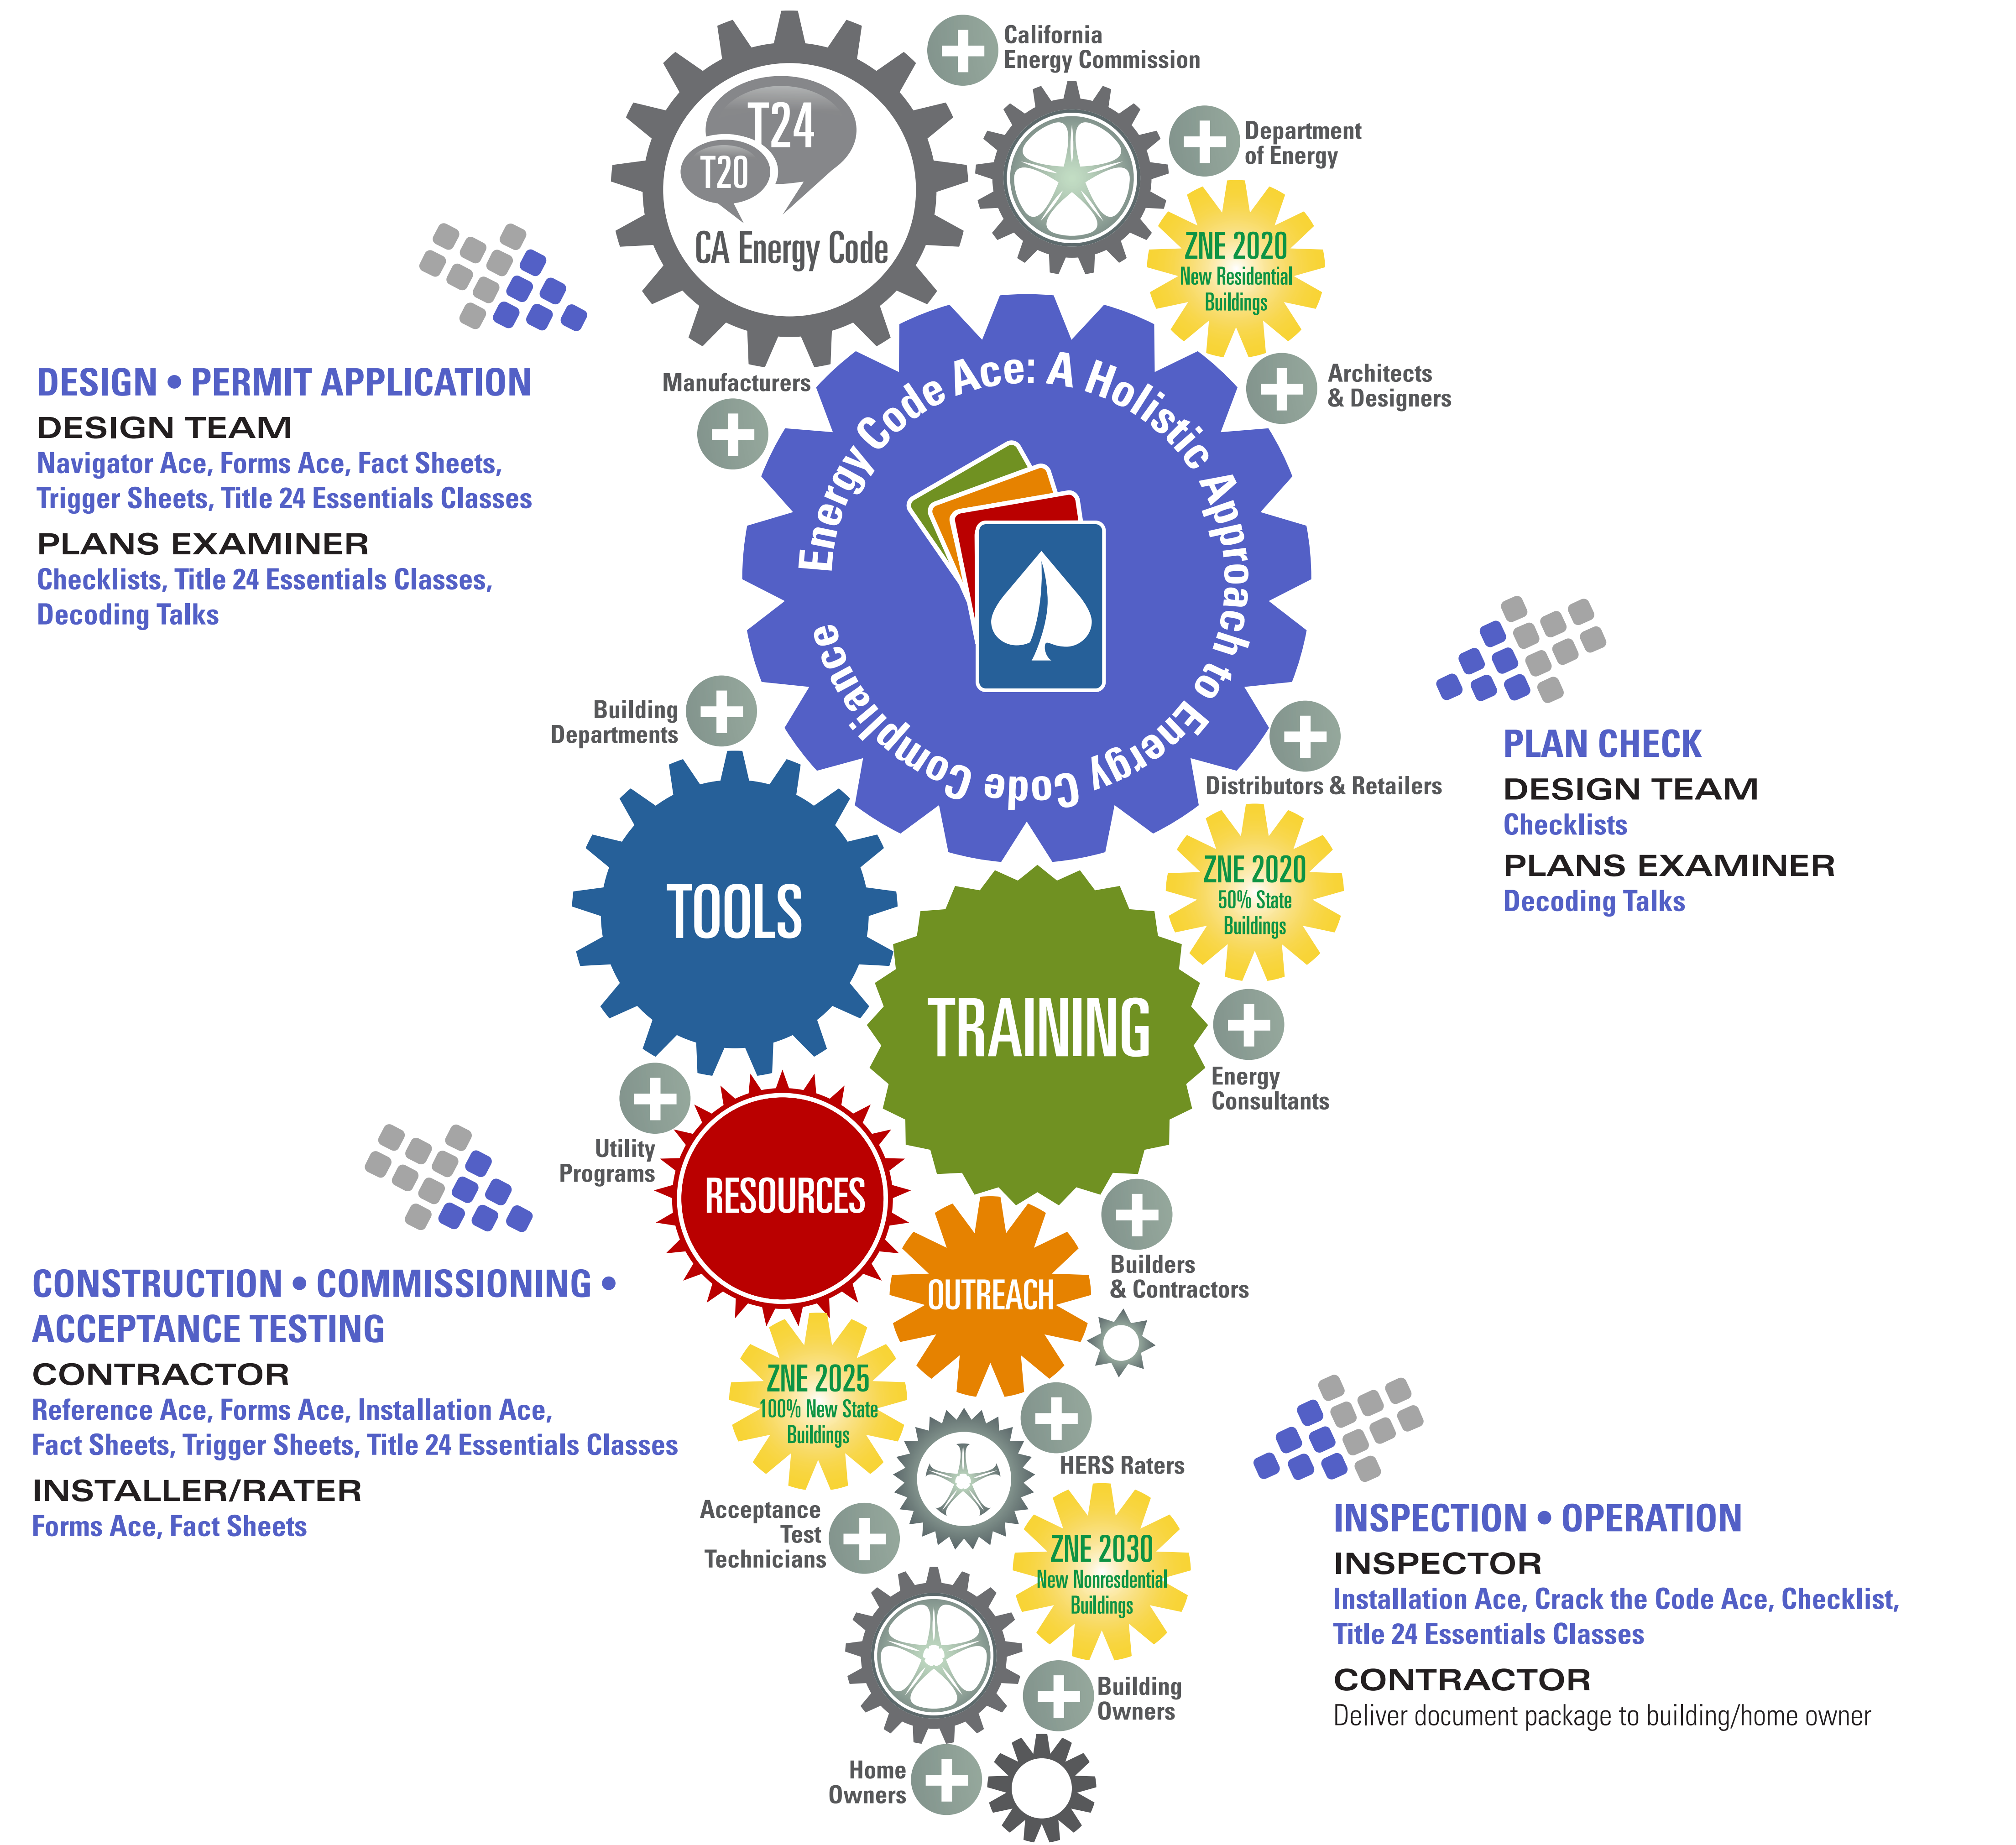 California
Energy Commission
T24
T20
CA Energy Code
Department
of Energy
ZNE 2020
New Residential
Buildings
Manufacturers
Architects
& Designers
Energy Code Ace: A Holistic Approach to Energy Code Compliance
DESIGN • PERMIT APPLICATION
DESIGN TEAM
Navigator Ace, Forms Ace, Fact Sheets,
Trigger Sheets, Title 24 Essentials Classes
PLANS EXAMINER
Checklists, Title 24 Essentials Classes,
Decoding Talks
Building
Departments
Distributors & Retailers
PLAN CHECK
DESIGN TEAM
Checklists
PLANS EXAMINER
Decoding Talks
TOOLS
ZNE 2020
50% State
Buildings
TRAINING
Energy
Consultants
Utility
Programs
RESOURCES
OUTREACH
Builders
& Contractors
CONSTRUCTION • COMMISSIONING •
ACCEPTANCE TESTING
CONTRACTOR
Reference Ace, Forms Ace, Installation Ace,
Fact Sheets, Trigger Sheets, Title 24 Essentials Classes
INSTALLER/RATER
Forms Ace, Fact Sheets
ZNE 2025
100% New State
Buildings
HERS Raters
Acceptance
Test
Technicians
ZNE 2030
New Nonresdential
Buildings
INSPECTION • OPERATION
INSPECTOR
Installation Ace, Crack the Code Ace, Checklist,
Title 24 Essentials Classes
CONTRACTOR
Deliver document package to building/home owner
Building
Owners
Home
Owners